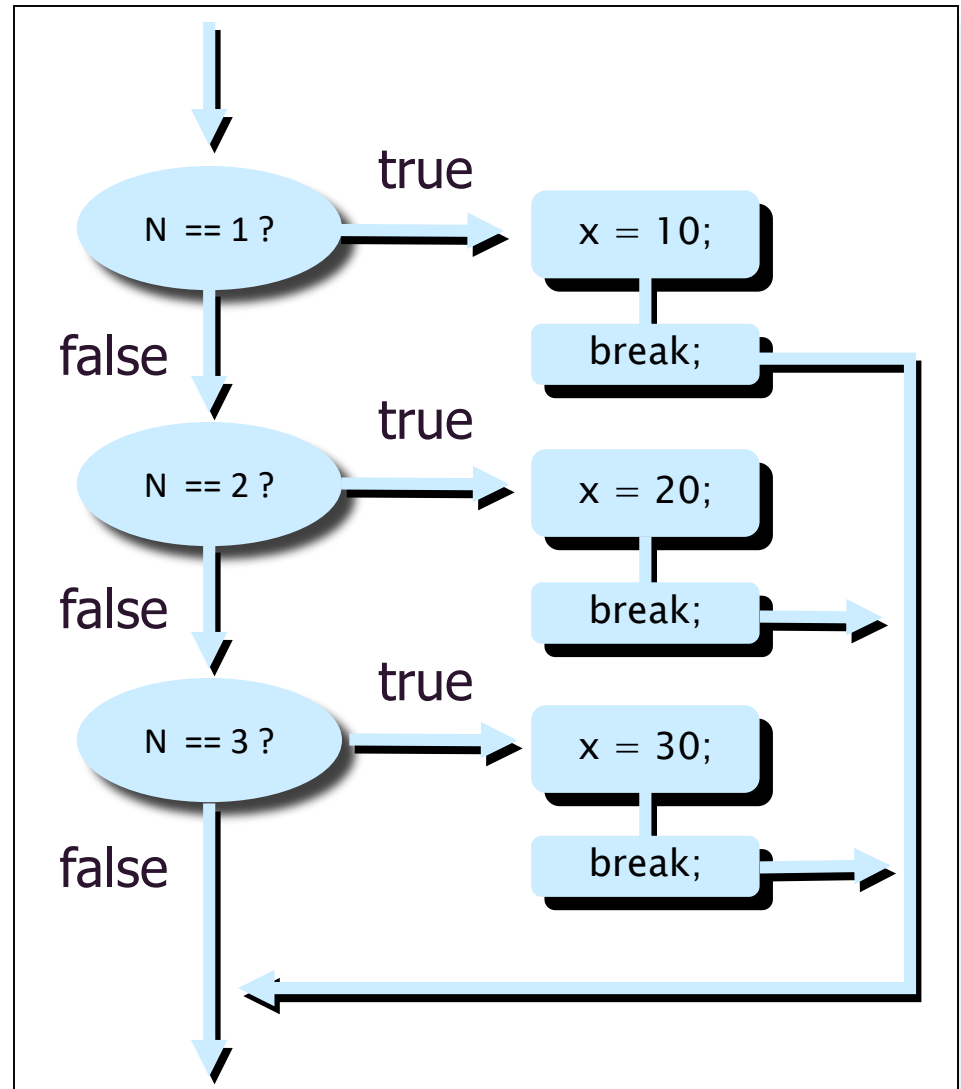 true
N == 1 ?
x = 10;
false
break;
true
N == 2 ?
x = 20;
false
break;
true
N == 3 ?
x = 30;
false
break;